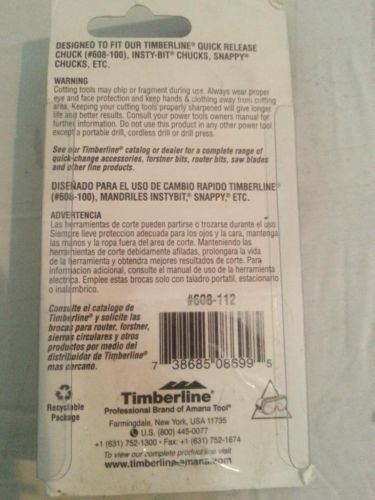 DESIGNED TO FIT OUR TIMBERLINE® QUICK RELEASE
CHUCK (#608-100), INSTY-BIT® CHUCKS, SNAPPY®
CHUCKS, ETC.
WARNING
Cutting tools may chip or fragment during use. Always wear proper
eye and face protection and keep hands & clothing away from cutting
area. Keeping your cutting tools properly sharpened will give longer
life and better results. Consult your power tools owners manual for
further information. Do not use this product in any other power tool
except a portable drill, cordless drill or drill press.
See our Timberline® catalog or dealer for a complete range of
quick-change accessories, forstner bits, router bits, saw blades
and other fine products.
DISEÑADO PARA EL USO DE CAMBIO RAPIDO TIMBERLINE®
(#608-100), MANDRILES INSTYBIT®, SNAPPY®, ETC.
ADVERTENCIA
Las herramientas de corte pueden partirse o trozarse durante el uso.
Siempre lleve protección adecuada para los ojos y la cara, mantenga
las manos y la ropa fuera del area de corte. Manteniendo las
herramientas de corte debidamente afiladas, prolongara la vida
de la herramienta y obtendra mejores resultados de corte. Para
informacion adicional, consulte el manual de uso de la herramienta
electrica. Emplee estas brocas solo con taladro portatil, estacionario
o inalámbrico.
#608-112
Consulte el catalogo de
Timberline® y solicite las
brocas para router, forstner,
sierras circulares y otros
productos por medio del
distribuidor de Timberline®
mas cercano.
7 38685 08699 5
Recyclable
Package
Timberline®
Professional Brand of Amana Tool®
Farmingdale, New York, USA 11735
U.S. (800) 445-0077
+1 (631) 752-1300 • Fax: +1 (631) 752-1674
To view our complete product line visit
www.timberline-amana.com